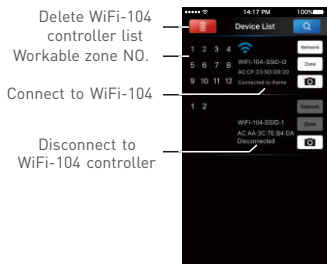 Delete WiFi-104
controller list
Workable zone NO.
Connect to WiFi-104
Disconnect to
WiFi-104 controller
14:17 PM 100%
Device List
1 2 3 4
5 6 7 8
9 10 11 12
WiFi-104-SSID-0
AC:CF:23:5D:D8:20
Connected to Home
Network
Zone
1 2
WiFi-104-SSID-1
AC:AA:3C:7E:B4:DA
Disconnected
Network
Zone